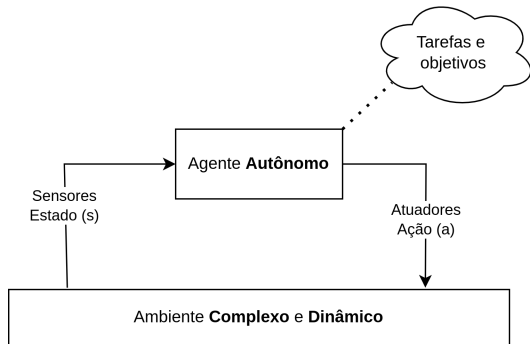 Tarefas e
objetivos
Agente Autônomo
Sensores
Estado (s)
Atuadores
Ação (a)
Ambiente Complexo e Dinâmico